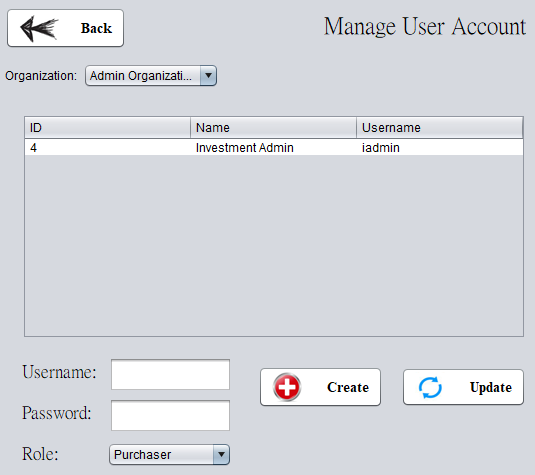 Back
Manage User Account
Organization: Admin Organizati...
ID Name Username
4 Investment Admin iadmin
Username:
Create
Update
Password:
Role: Purchaser